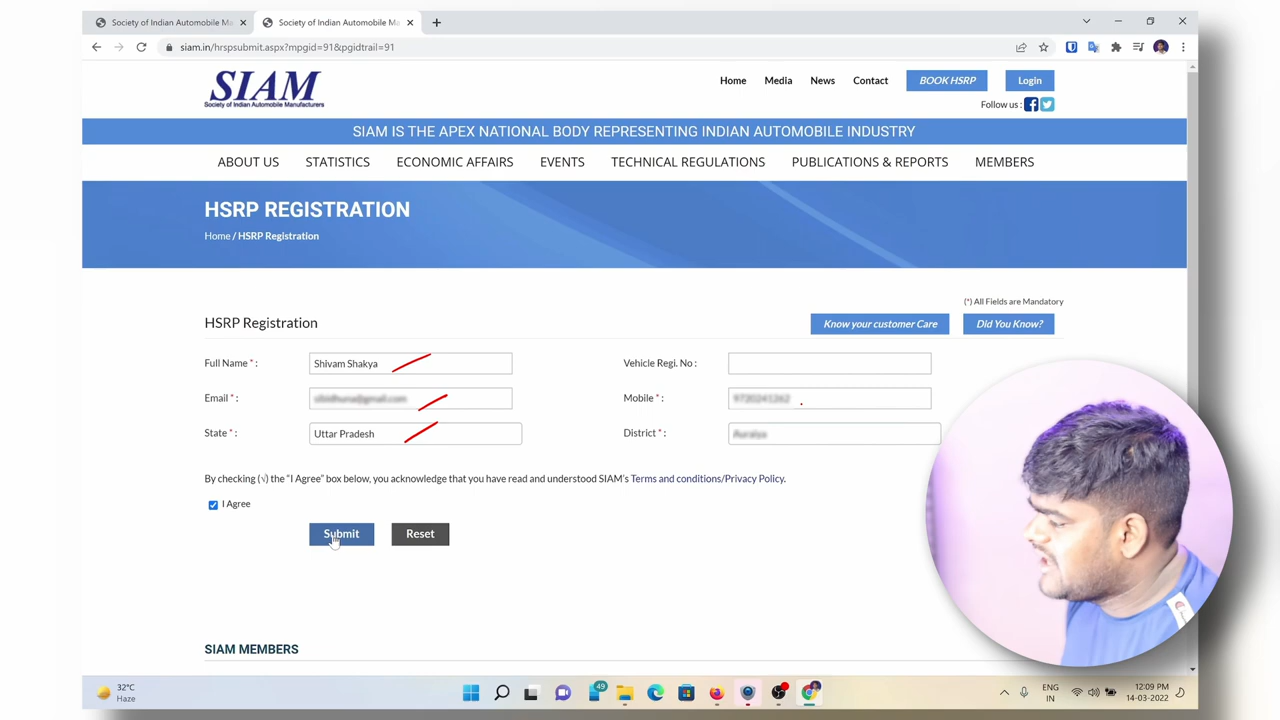 Society of Indian Automobile M
Society of Indian Automobile M
siam.in/hrspsubmit.aspx?mpgid=91&pgidtrail=91
SIAM
Society of Indian Automobile Manufacturers
Home Media News Contact BOOK HSRP Login
Follow us :
SIAM IS THE APEX NATIONAL BODY REPRESENTING INDIAN AUTOMOBILE INDUSTRY
ABOUT US STATISTICS ECONOMIC AFFAIRS EVENTS TECHNICAL REGULATIONS PUBLICATIONS & REPORTS MEMBERS
HSRP REGISTRATION
Home / HSRP Registration
(*) All Fields are Mandatory
HSRP Registration
Know your customer Care Did You Know?
Full Name * : Shivam Shakya Vehicle Regi. No :
Email * : Mobile * :
State * : Uttar Pradesh District * :
By checking (√) the "I Agree" box below, you acknowledge that you have read and understood SIAM's Terms and conditions/Privacy Policy.
I Agree
Submit Reset
SIAM MEMBERS
32°C
Haze
49
ENG
IN
12:09 PM
14-03-2022